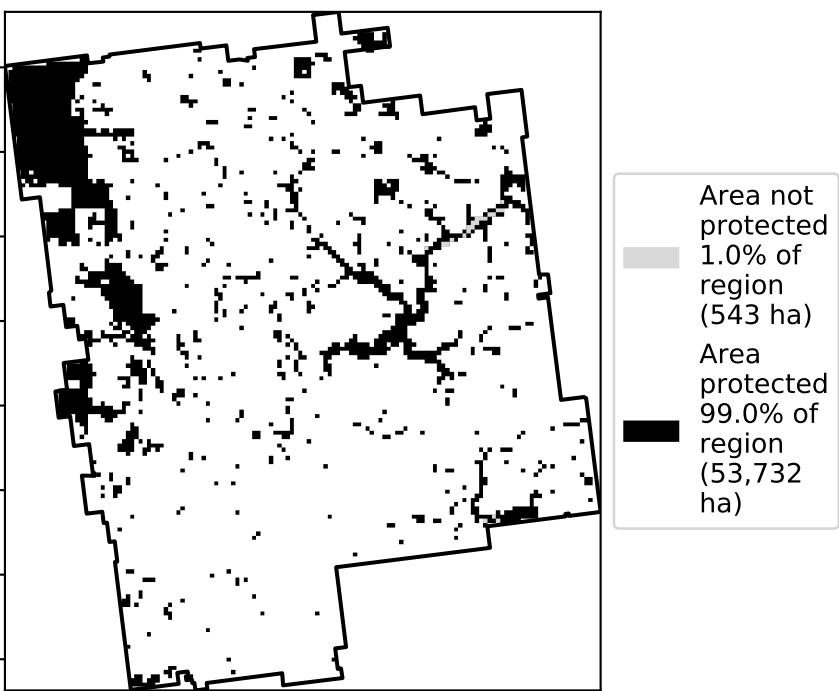 Area not
protected
1.0% of
region
(543 ha)
Area
protected
99.0% of
region
(53,732
ha)